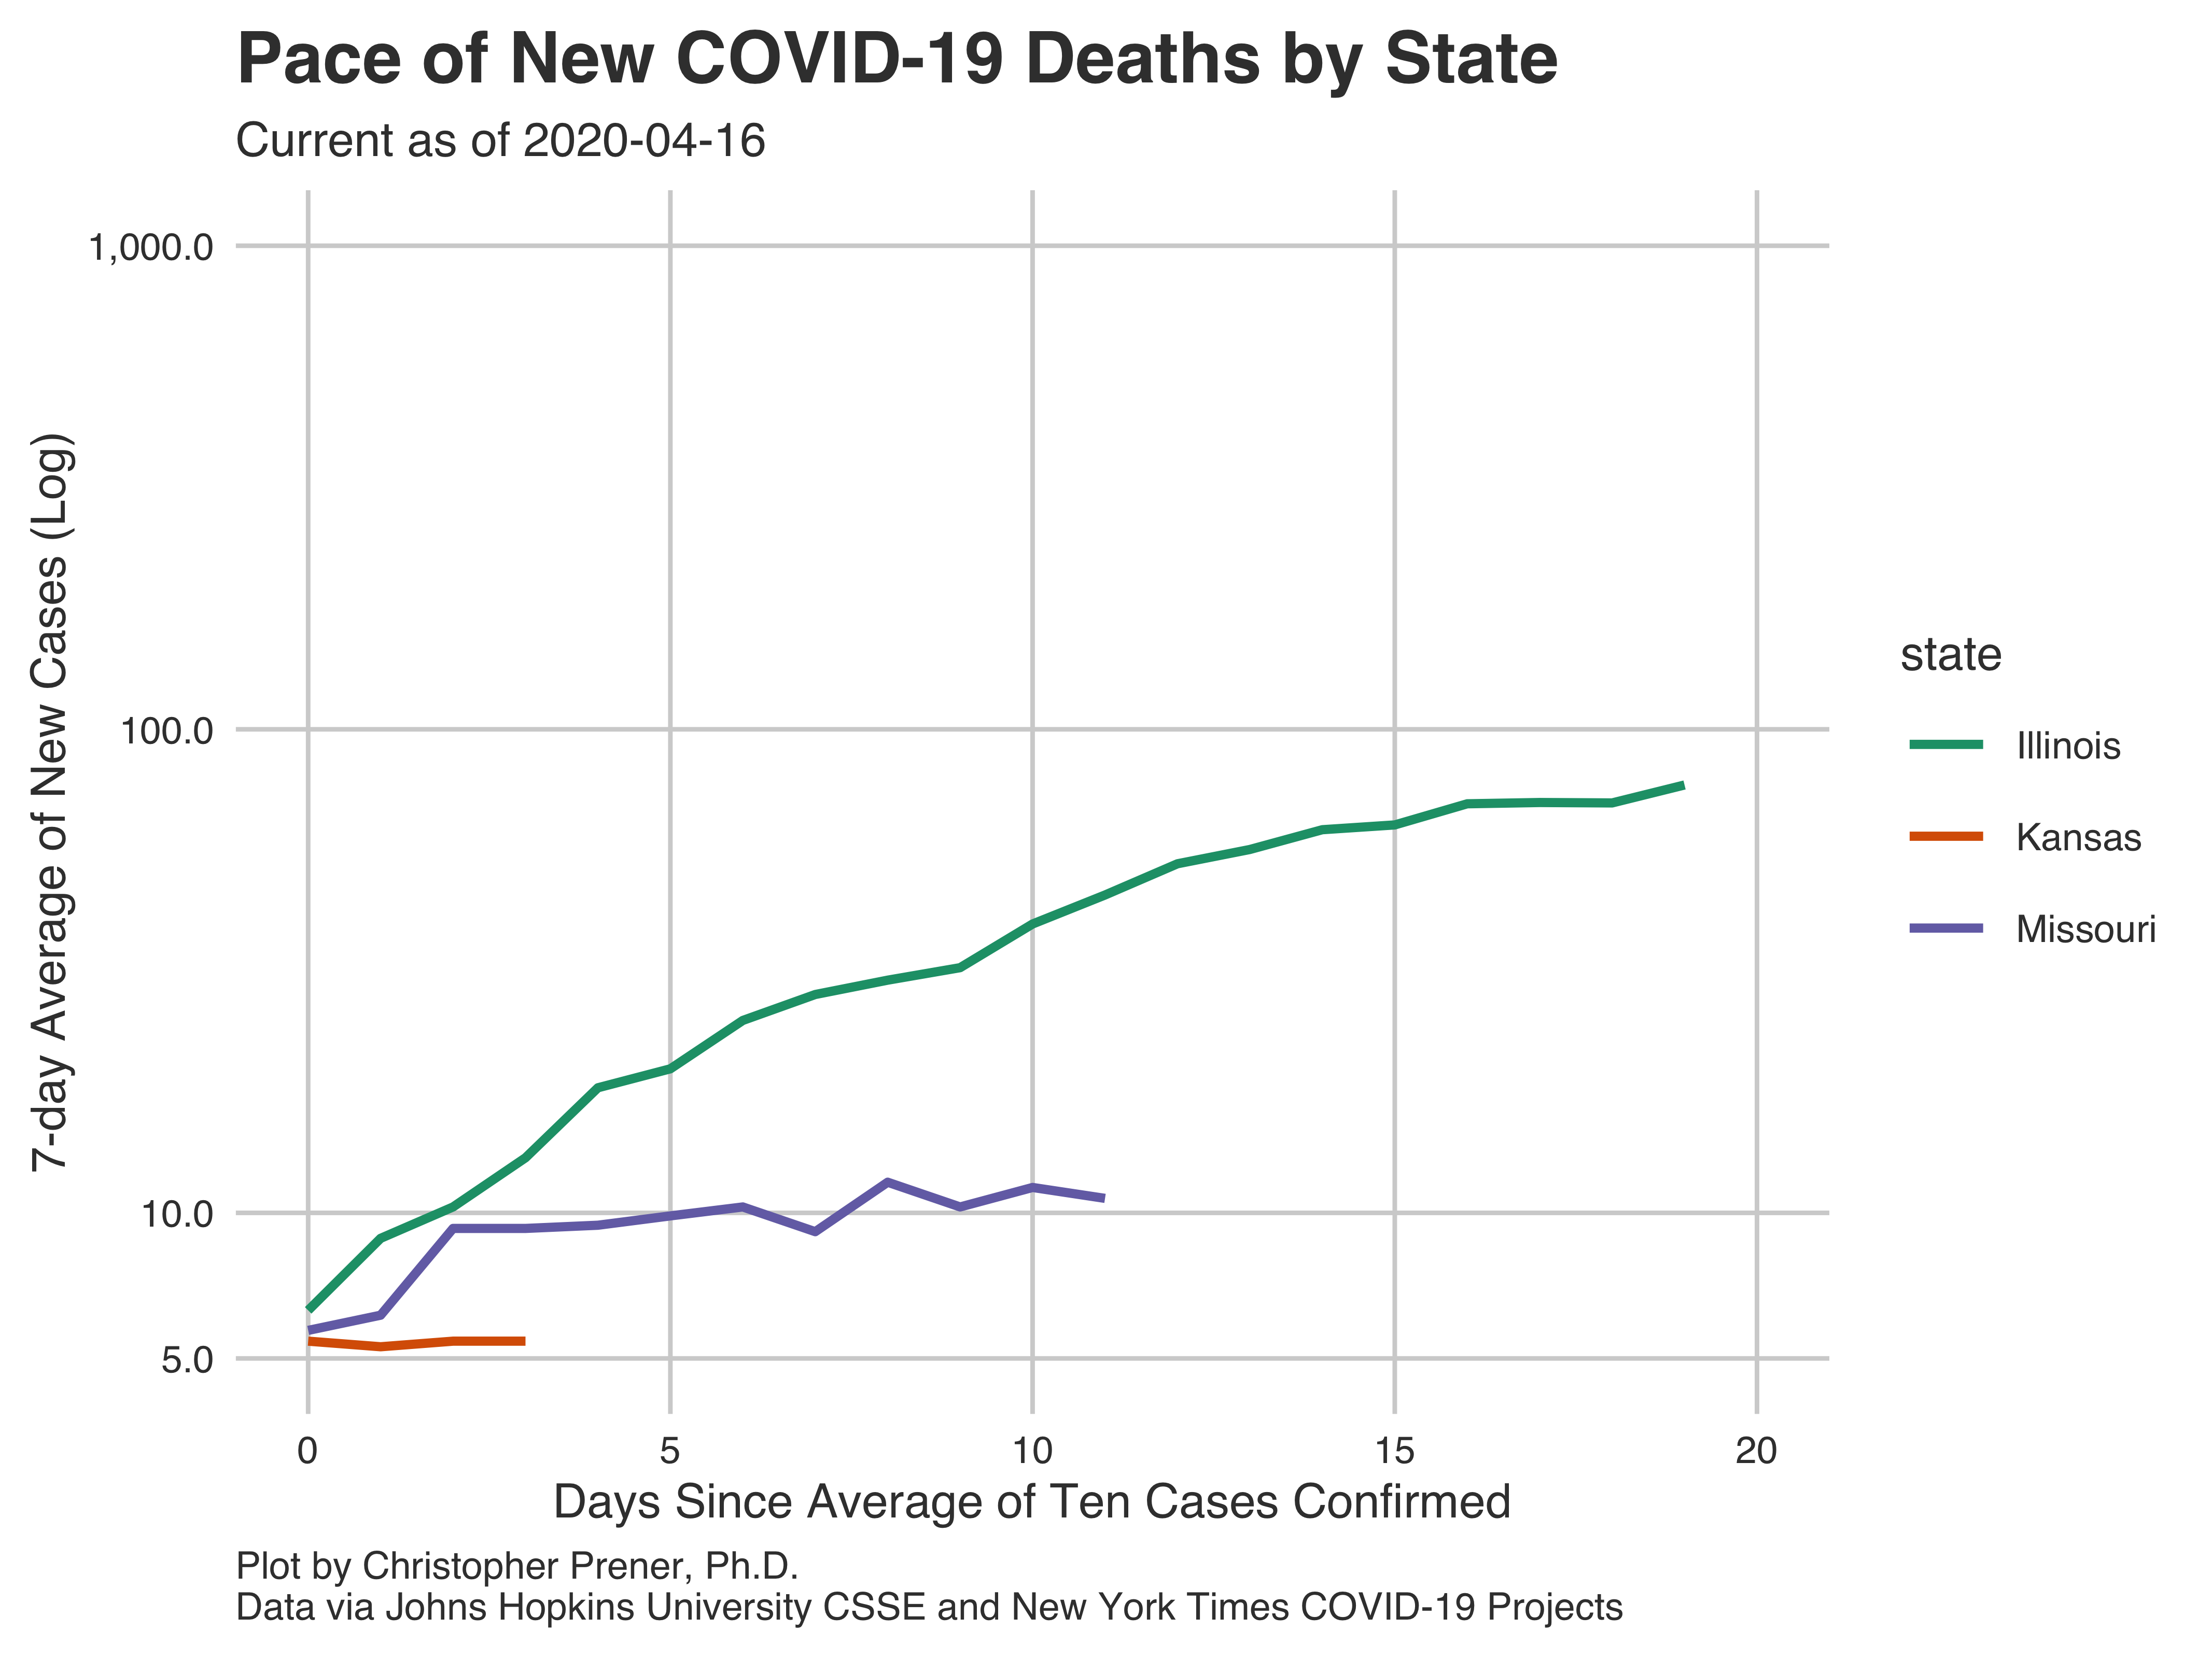 Pace of New COVID-19 Deaths by State
Current as of 2020-04-16
7-day Average of New Cases (Log)
1,000.0
100.0
10.0
5.0
0
5
10
15
20
Days Since Average of Ten Cases Confirmed
state
Illinois
Kansas
Missouri
Plot by Christopher Prener, Ph.D.
Data via Johns Hopkins University CSSE and New York Times COVID-19 Projects